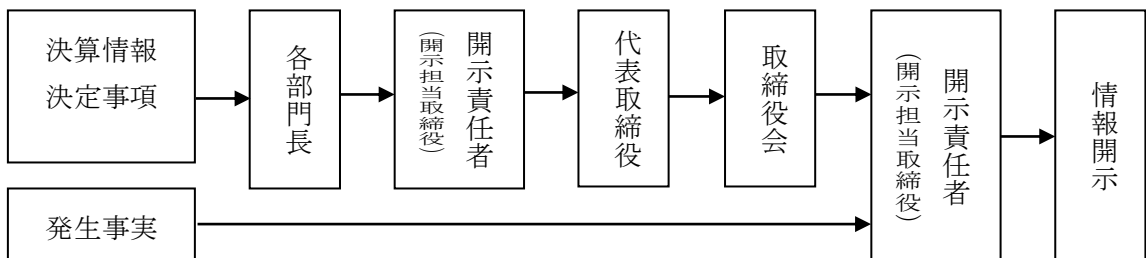 決算情報
決定事項
各部門長
開示責任者
(開示担当取締役)
代表取締役
取締役会
開示責任者
(開示担当取締役)
情報開示
発生事実